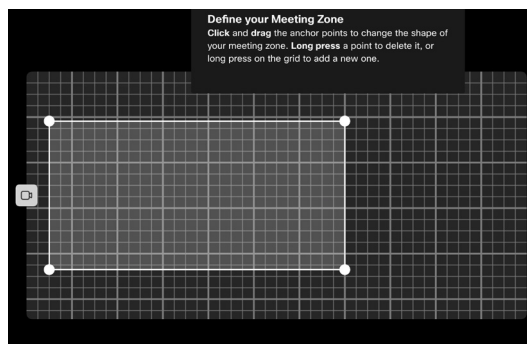 Define your Meeting Zone
Click and drag the anchor points to change the shape of
your meeting zone. Long press a point to delete it, or
long press on the grid to add a new one.